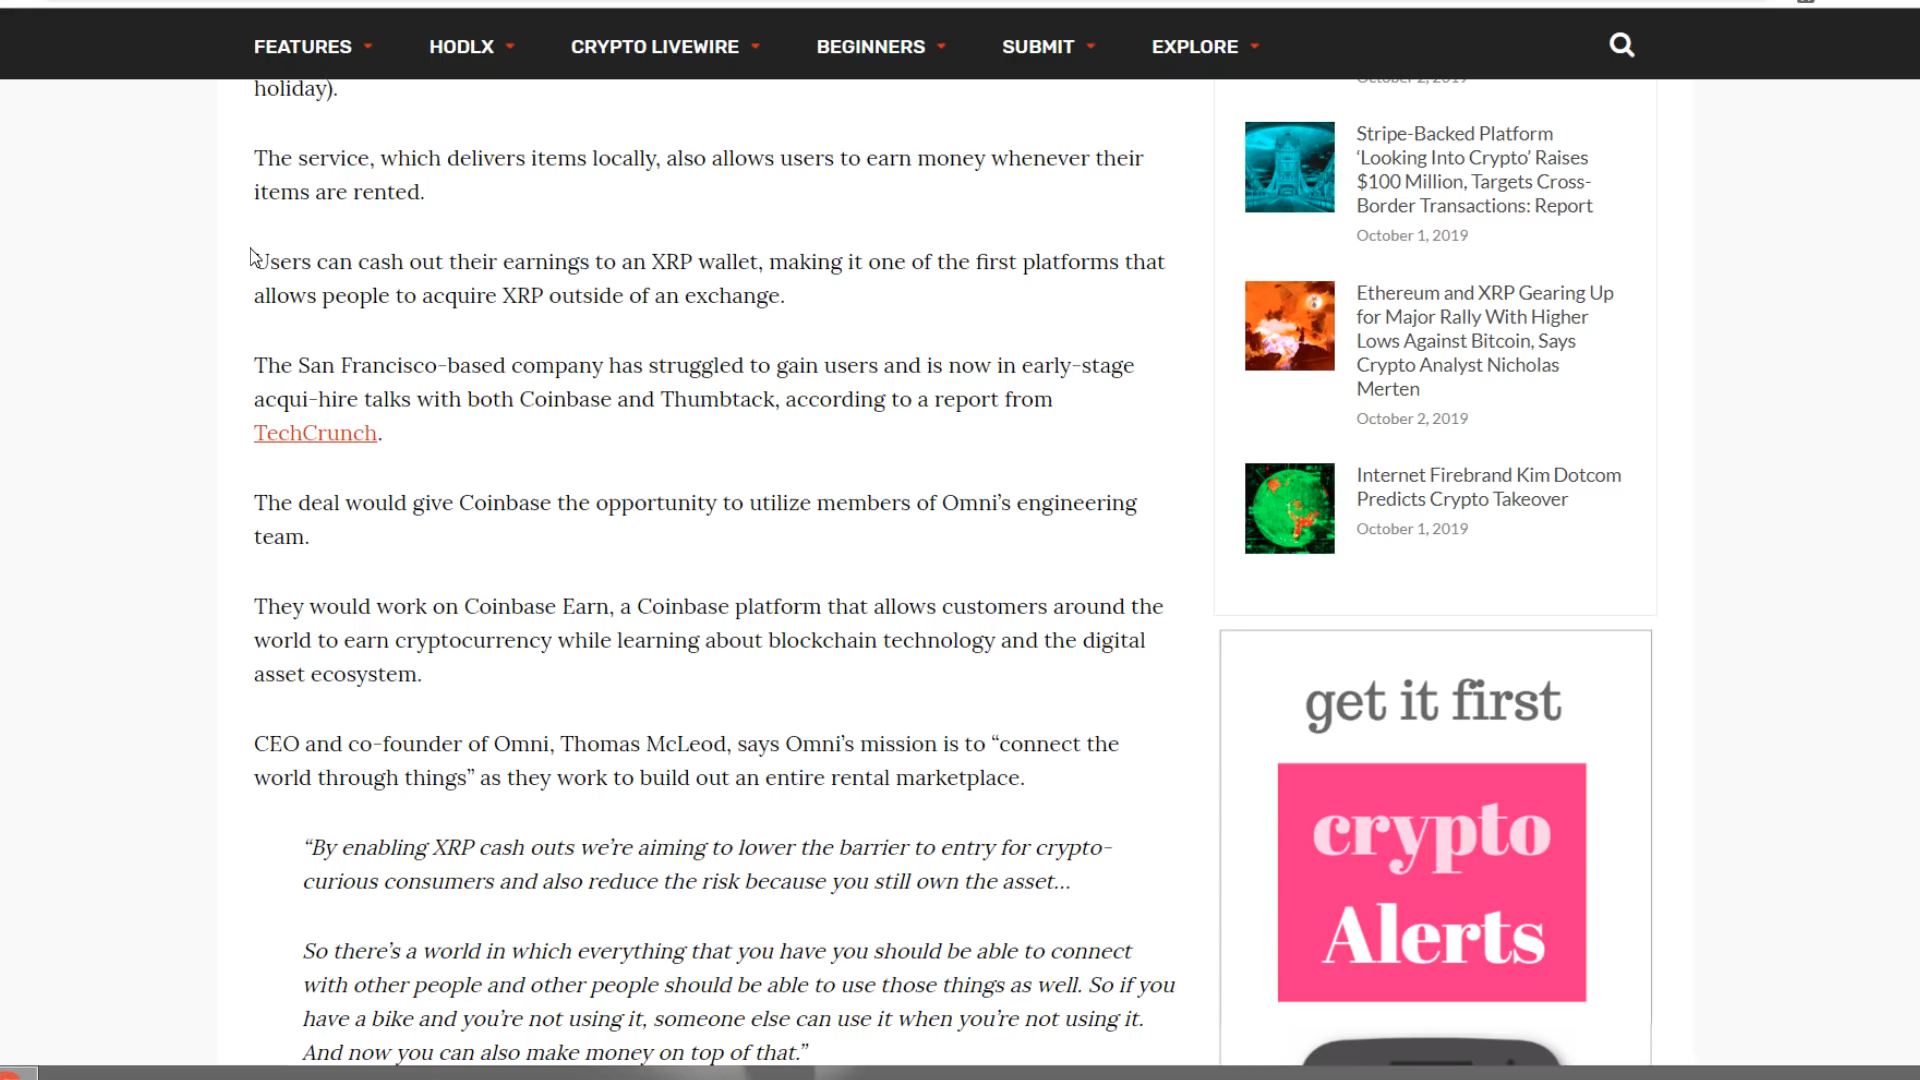 FEATURES
HODLX
CRYPTO LIVEWIRE
BEGINNERS
SUBMIT
EXPLORE
holiday).
The service, which delivers items locally, also allows users to earn money whenever their
items are rented.
Users can cash out their earnings to an XRP wallet, making it one of the first platforms that
allows people to acquire XRP outside of an exchange.
The San Francisco-based company has struggled to gain users and is now in early-stage
acqui-hire talks with both Coinbase and Thumbtack, according to a report from
TechCrunch.
The deal would give Coinbase the opportunity to utilize members of Omni’s engineering
team.
They would work on Coinbase Earn, a Coinbase platform that allows customers around the
world to earn cryptocurrency while learning about blockchain technology and the digital
asset ecosystem.
CEO and co-founder of Omni, Thomas McLeod, says Omni’s mission is to “connect the
world through things” as they work to build out an entire rental marketplace.
“By enabling XRP cash outs we’re aiming to lower the barrier to entry for crypto-
curious consumers and also reduce the risk because you still own the asset…
So there’s a world in which everything that you have you should be able to connect
with other people and other people should be able to use those things as well. So if you
have a bike and you’re not using it, someone else can use it when you’re not using it.
And now you can also make money on top of that.”
October 2, 2019
Stripe-Backed Platform
‘Looking Into Crypto’ Raises
$100 Million, Targets Cross-
Border Transactions: Report
October 1, 2019
Ethereum and XRP Gearing Up
for Major Rally With Higher
Lows Against Bitcoin, Says
Crypto Analyst Nicholas
Merten
October 2, 2019
Internet Firebrand Kim Dotcom
Predicts Crypto Takeover
October 1, 2019
get it first
crypto
Alerts